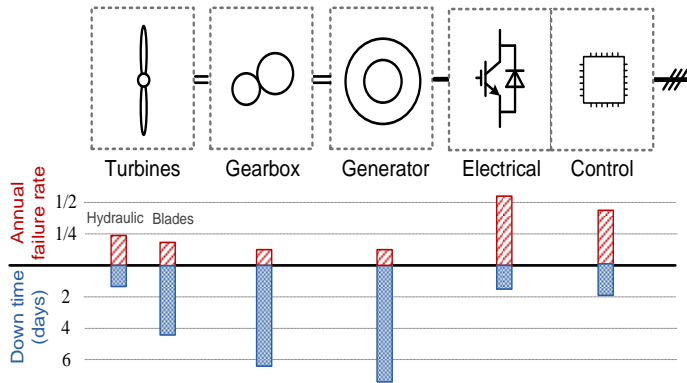 Turbines Gearbox Generator Electrical Control
Annual
failure rate
1/2
1/4
Hydraulic Blades
Down time
(days)
2
4
6